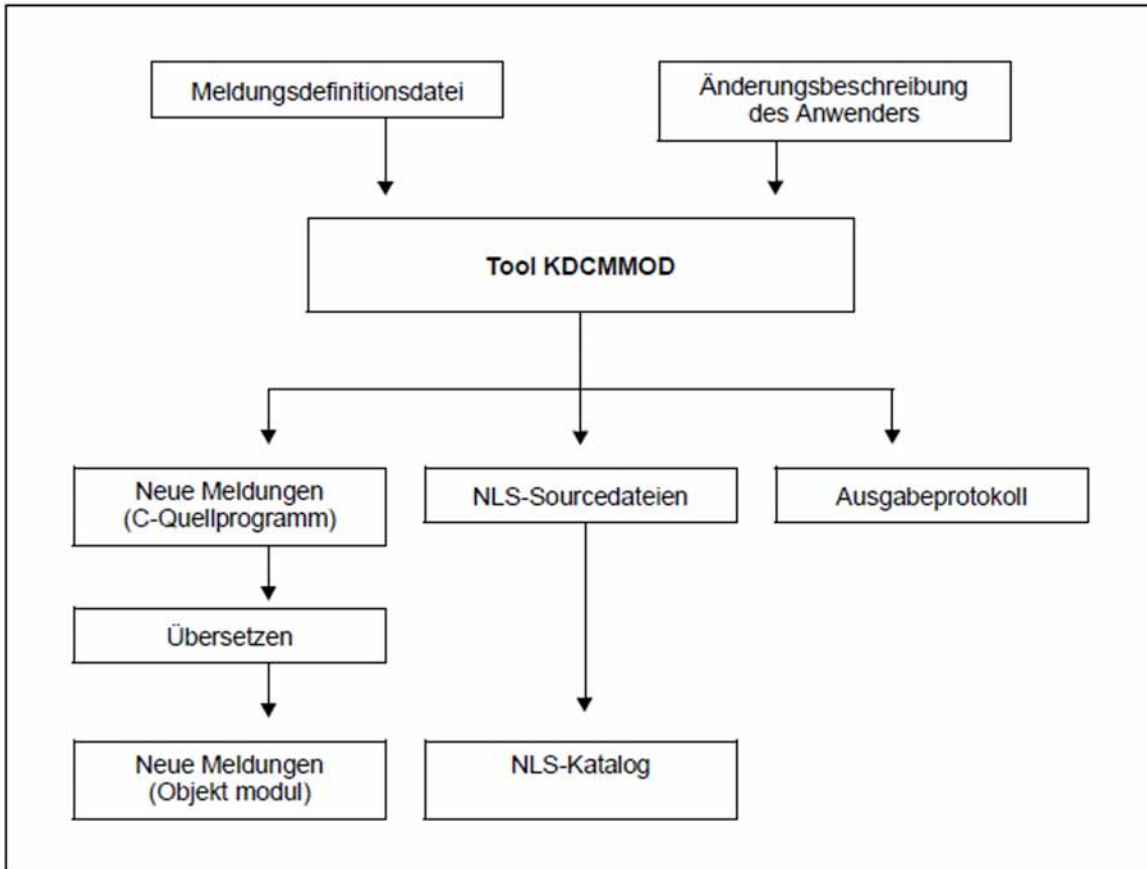 Meldungsdefinitionsdatei
Änderungsbeschreibung
des Anwenders
Tool KDCMMOD
Neue Meldungen
(C-Quellprogramm)
NLS-Sourcedateien
Ausgabeprotokoll
Übersetzen
Neue Meldungen
(Objekt modul)
NLS-Katalog